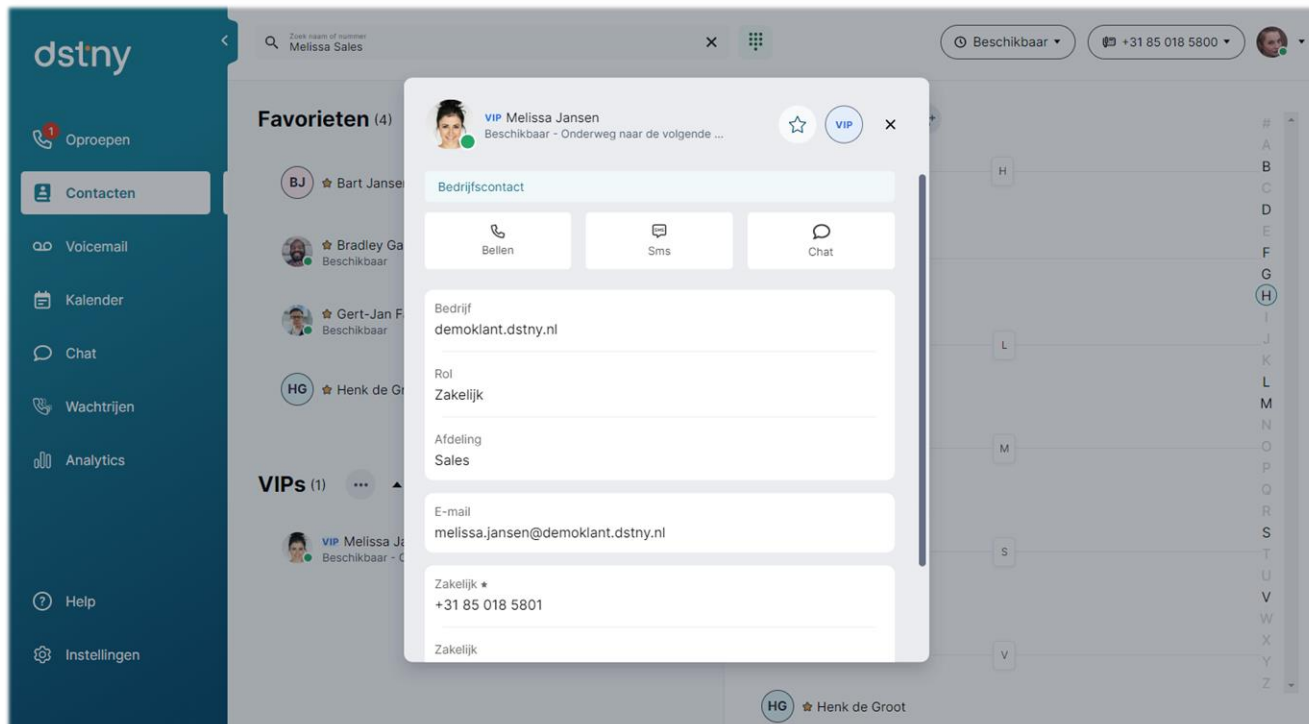 dstny
Zoek naam of nummer
Melissa Sales
Beschikbaar
+31 85 018 5800
1
Oproepen
Contacten
Voicemail
Kalender
Chat
Wachtrijen
Analytics
Help
Instellingen
Favorieten (4)
BJ
Bart Janse
Bradley Ga
Beschikbaar
Gert-Jan F
Beschikbaar
HG
Henk de Gr
VIPs (1)
VIP Melissa Ja
Beschikbaar -
VIP Melissa Jansen
Beschikbaar - Onderweg naar de volgende ...
VIP
Bedrijfscontact
Bellen
SMS
Sms
Chat
Bedrijf
demoklant.dstny.nl
Rol
Zakelijk
Afdeling
Sales
E-mail
melissa.jansen@demoklant.dstny.nl
Zakelijk
+31 85 018 5801
Zakelijk
H
L
M
S
V
HG
Henk de Groot
#
A
B
C
D
E
F
G
H
I
J
K
L
M
N
O
P
Q
R
S
T
U
V
W
X
Y
Z